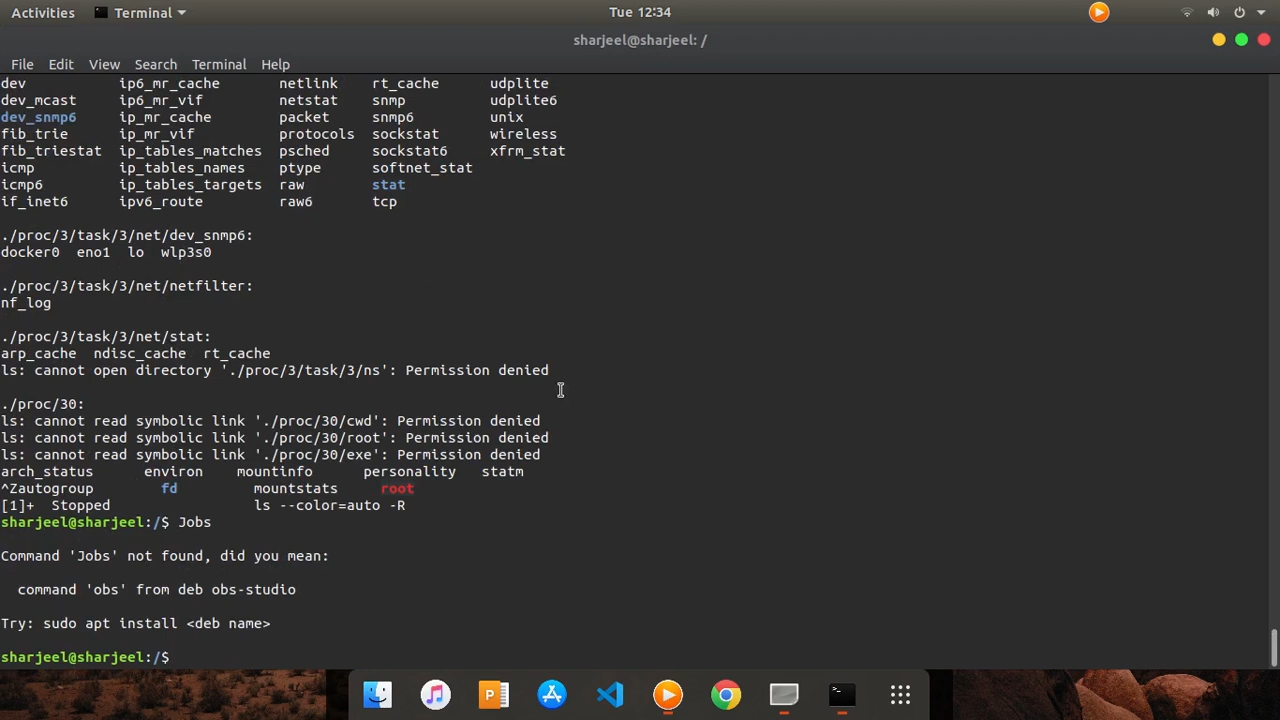 Activities Terminal Tue 12:34
sharjeel@sharjeel: /
File Edit View Search Terminal Help
dev ip6_mr_cache netlink rt_cache udplite
dev_mcast ip6_mr_vif netstat snmp udplite6
dev_snmp6 ip_mr_cache packet snmp6 unix
fib_trie ip_mr_vif protocols sockstat wireless
fib_triestat ip_tables_matches psched sockstat6 xfrm_stat
icmp ip_tables_names ptype softnet_stat
icmp6 ip_tables_targets raw stat
if_inet6 ipv6_route raw6 tcp
./proc/3/task/3/net/dev_snmp6:
docker0 eno1 lo wlp3s0
./proc/3/task/3/net/netfilter:
nf_log
./proc/3/task/3/net/stat:
arp_cache ndisc_cache rt_cache
ls: cannot open directory './proc/3/task/3/ns': Permission denied
./proc/30:
ls: cannot read symbolic link './proc/30/cwd': Permission denied
ls: cannot read symbolic link './proc/30/root': Permission denied
ls: cannot read symbolic link './proc/30/exe': Permission denied
arch_status environ mountinfo personality statm
^Zautogroup fd mountstats root
[1]+ Stopped ls --color=auto -R
sharjeel@sharjeel:/$ Jobs
Command 'Jobs' not found, did you mean:
command 'obs' from deb obs-studio
Try: sudo apt install <deb name>
sharjeel@sharjeel:/$